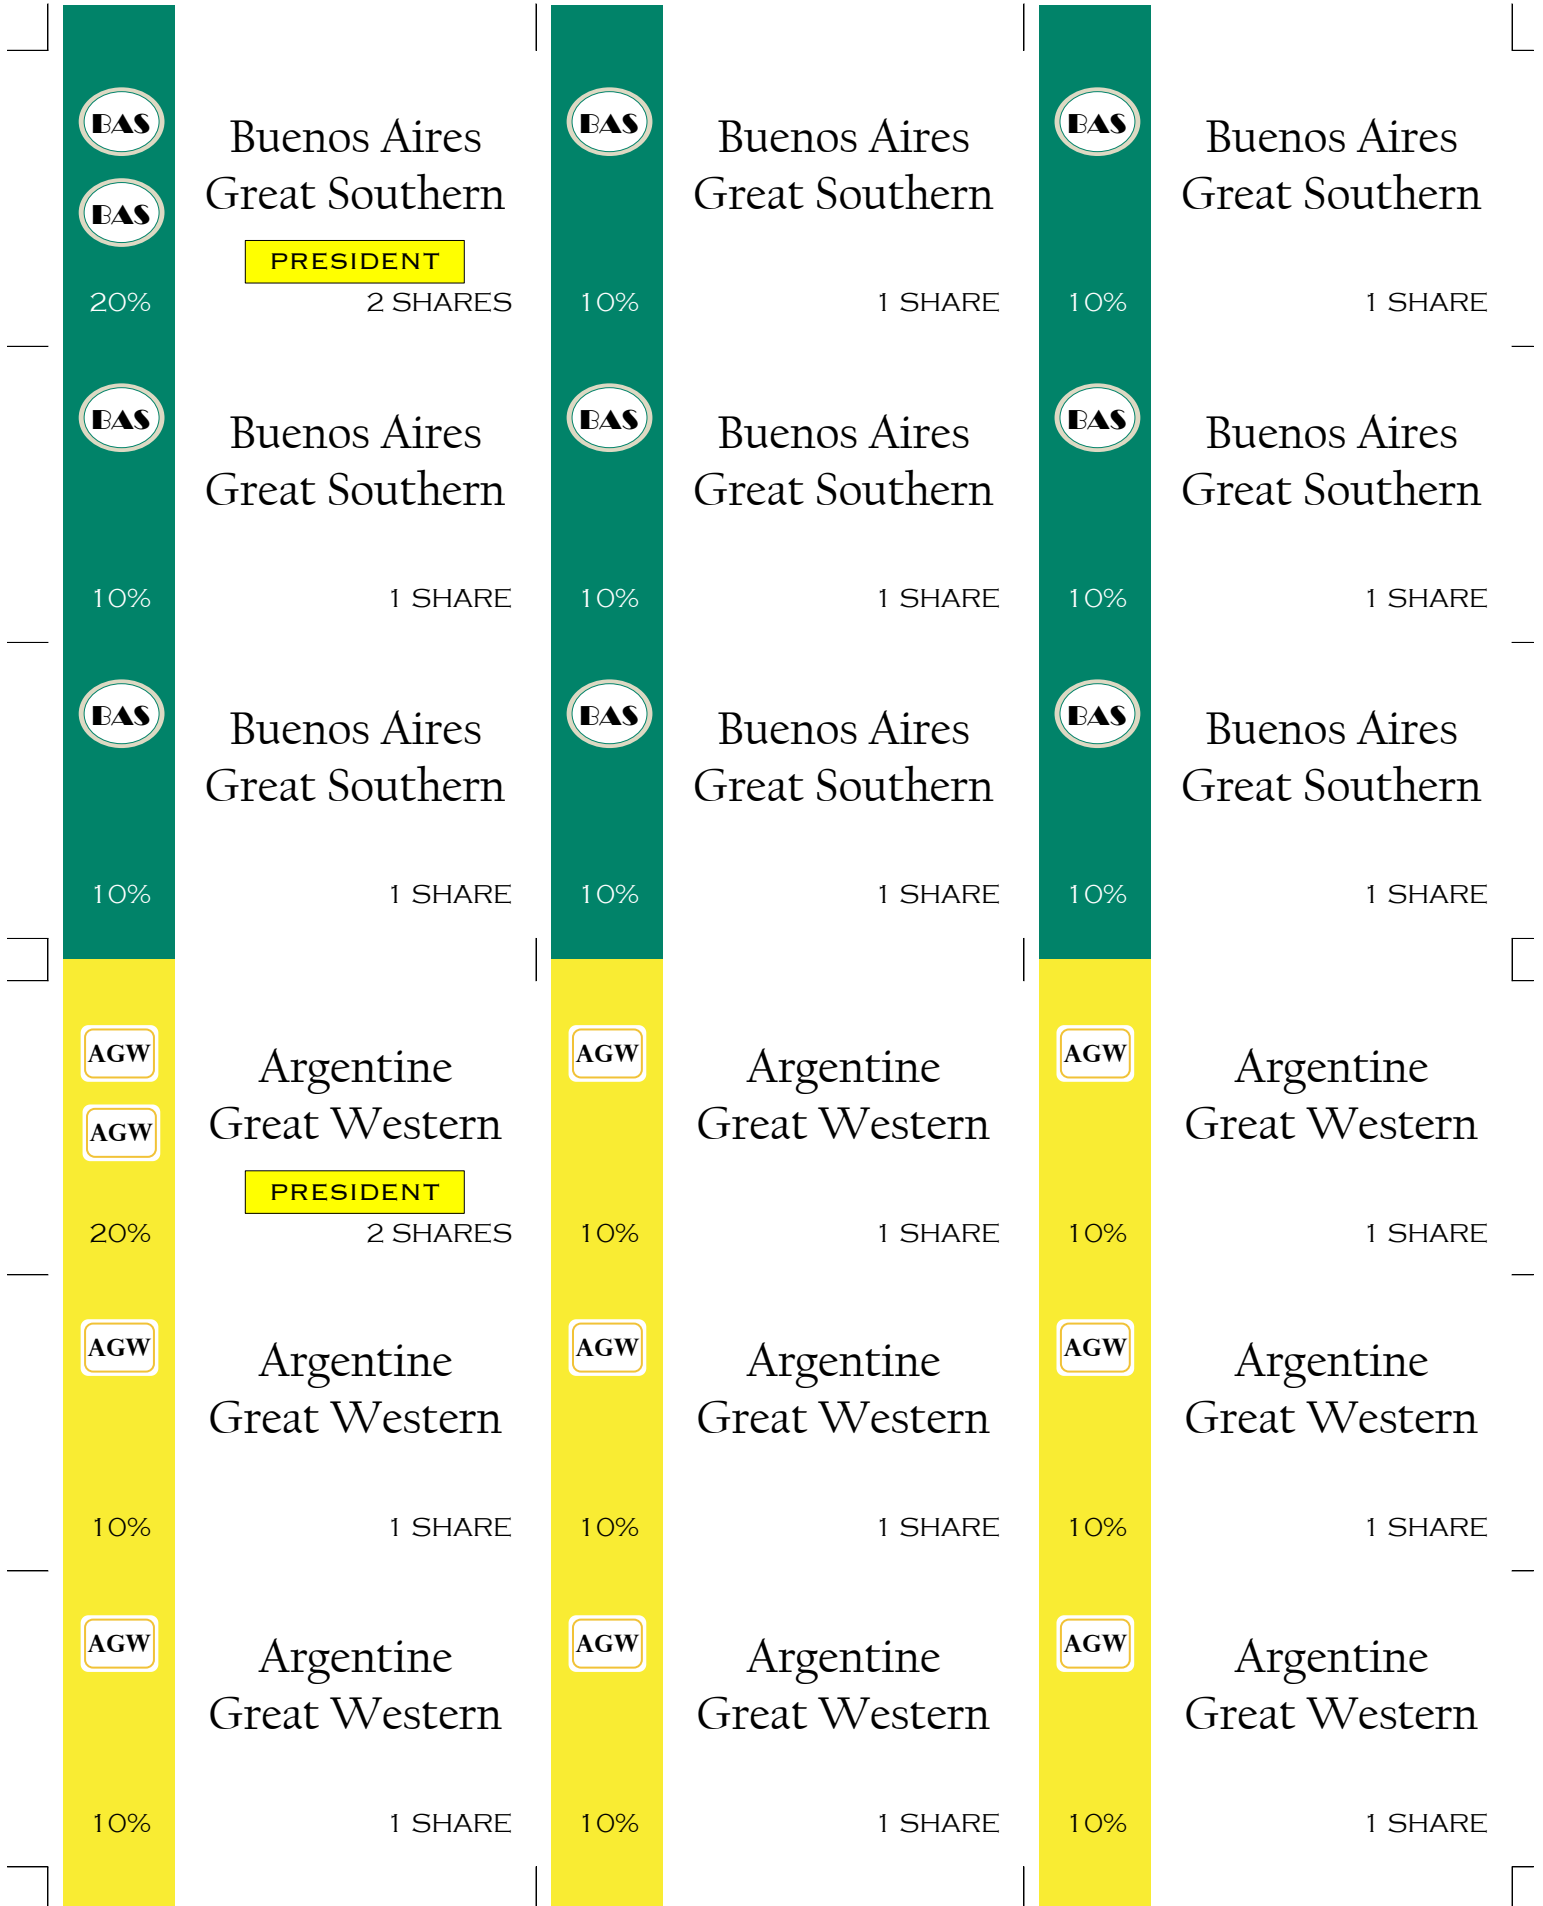 BAS
BAS
Buenos Aires
Great Southern
PRESIDENT
20%
2 SHARES
BAS
Buenos Aires
Great Southern
10%
1 SHARE
BAS
Buenos Aires
Great Southern
10%
1 SHARE
BAS
Buenos Aires
Great Southern
10%
1 SHARE
BAS
Buenos Aires
Great Southern
10%
1 SHARE
BAS
Buenos Aires
Great Southern
10%
1 SHARE
BAS
Buenos Aires
Great Southern
10%
1 SHARE
BAS
Buenos Aires
Great Southern
10%
1 SHARE
BAS
Buenos Aires
Great Southern
10%
1 SHARE
AGW
AGW
Argentine
Great Western
PRESIDENT
20%
2 SHARES
AGW
Argentine
Great Western
10%
1 SHARE
AGW
Argentine
Great Western
10%
1 SHARE
AGW
Argentine
Great Western
10%
1 SHARE
AGW
Argentine
Great Western
10%
1 SHARE
AGW
Argentine
Great Western
10%
1 SHARE
AGW
Argentine
Great Western
10%
1 SHARE
AGW
Argentine
Great Western
10%
1 SHARE
AGW
Argentine
Great Western
10%
1 SHARE